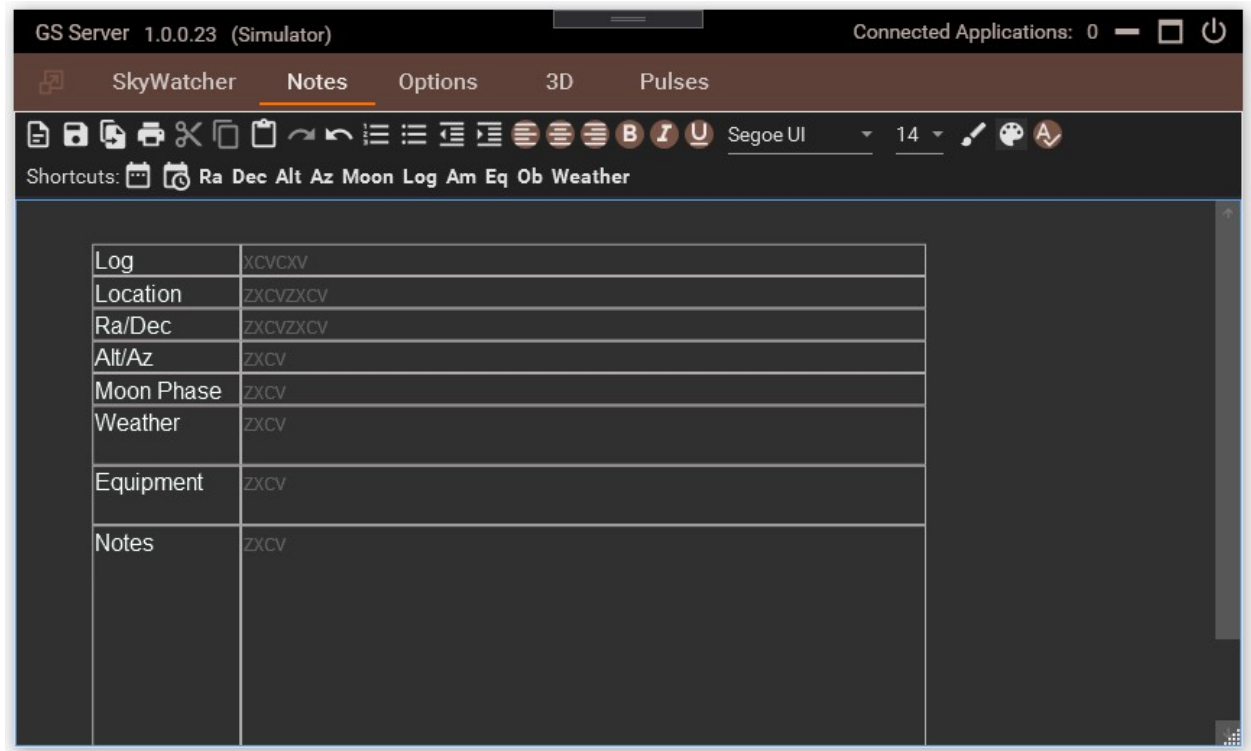 GS Server 1.0.0.23 (Simulator) Connected Applications: 0
SkyWatcher Notes Options 3D Pulses
B I U Segoe UI 14 A
Shortcuts: Ra Dec Alt Az Moon Log Am Eq Ob Weather
Log xcvcxv
Location zxcvzxcv
Ra/Dec zxcvzxcv
Alt/Az zxcv
Moon Phase zxcv
Weather zxcv
Equipment zxcv
Notes zxcv